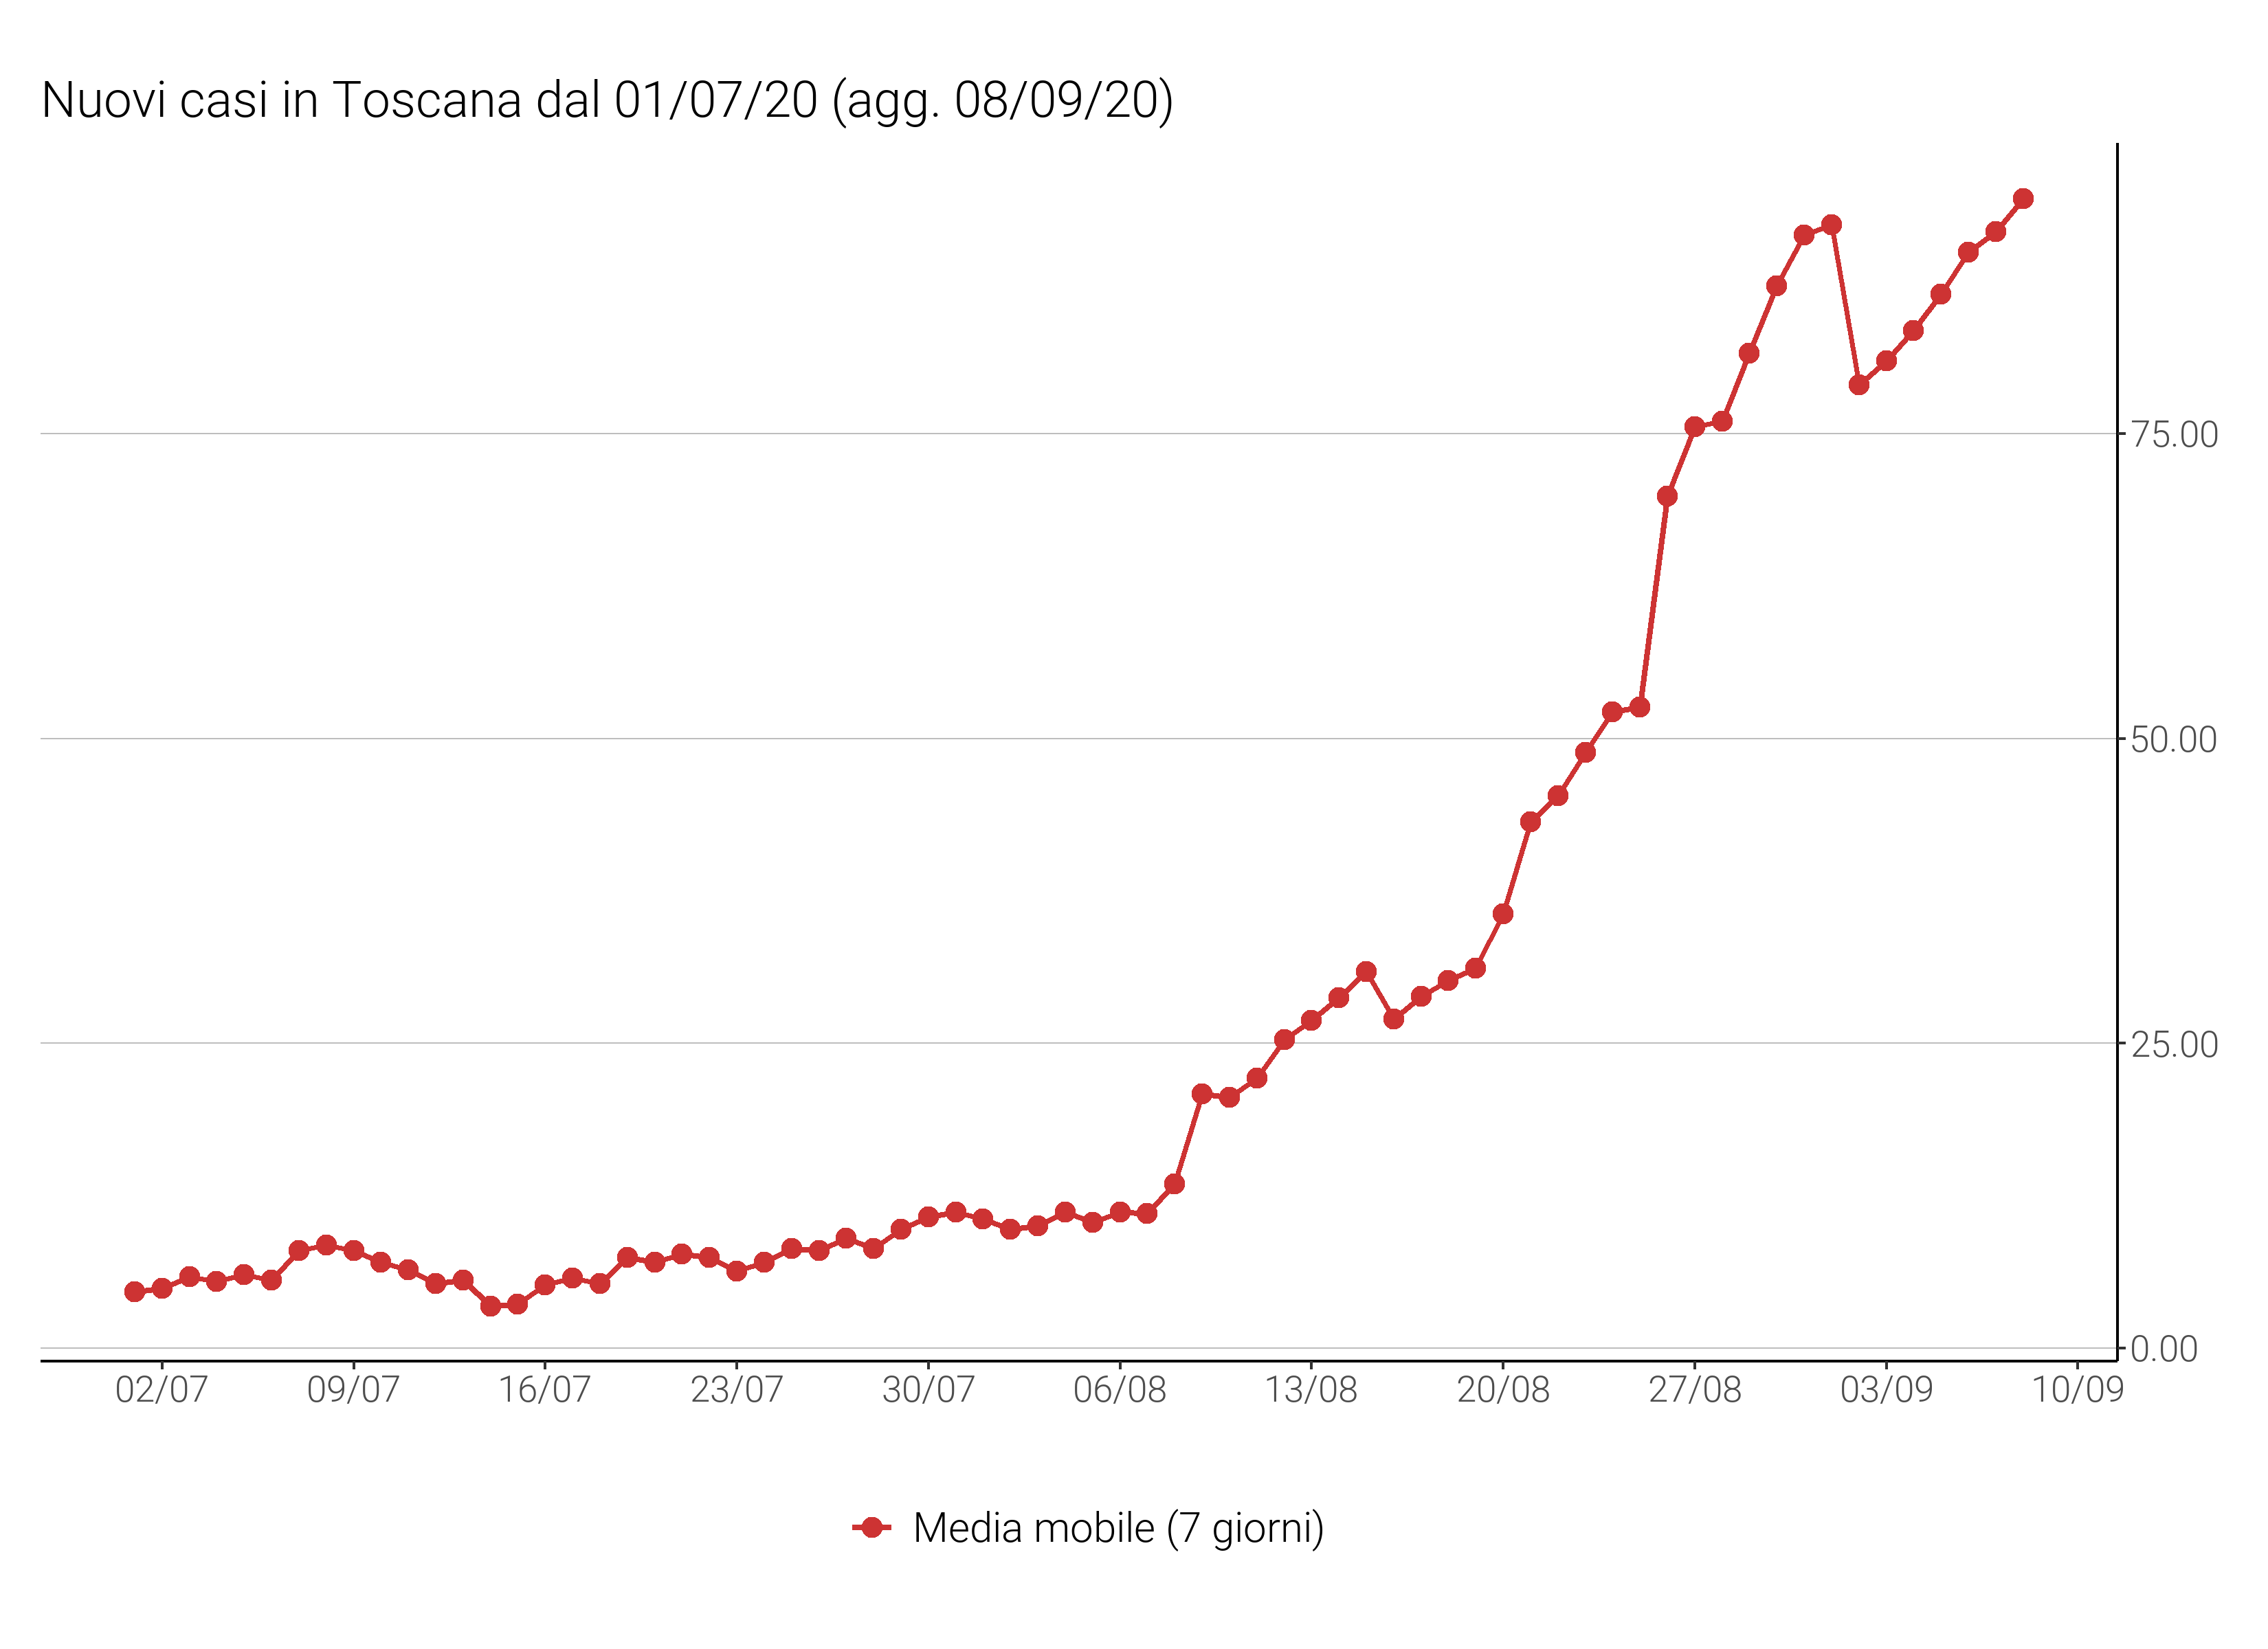 Nuovi casi in Toscana dal 01/07/20 (agg. 08/09/20)
75.00
50.00
25.00
0.00
02/07 09/07 16/07 23/07 30/07 06/08 13/08 20/08 27/08 03/09 10/09
Media mobile (7 giorni)